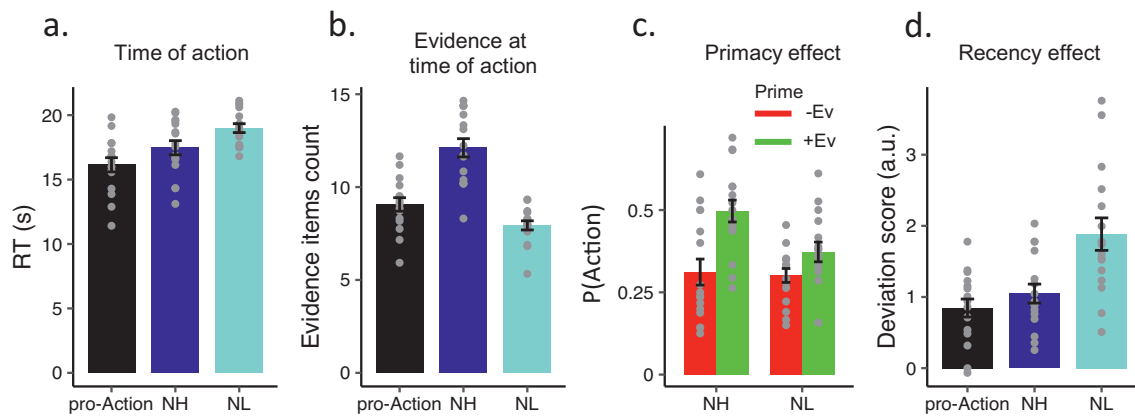 a.
Time of action
RT (s)
20
15
10
5
0
pro-Action NH NL
b.
Evidence at
time of action
Evidence items count
15
10
5
0
pro-Action NH NL
c.
Primacy effect
Prime
-Ev
+Ev
P(Action)
0.5
0.25
0
NH NL
d.
Recency effect
Deviation score (a.u.)
3
2
1
0
pro-Action NH NL